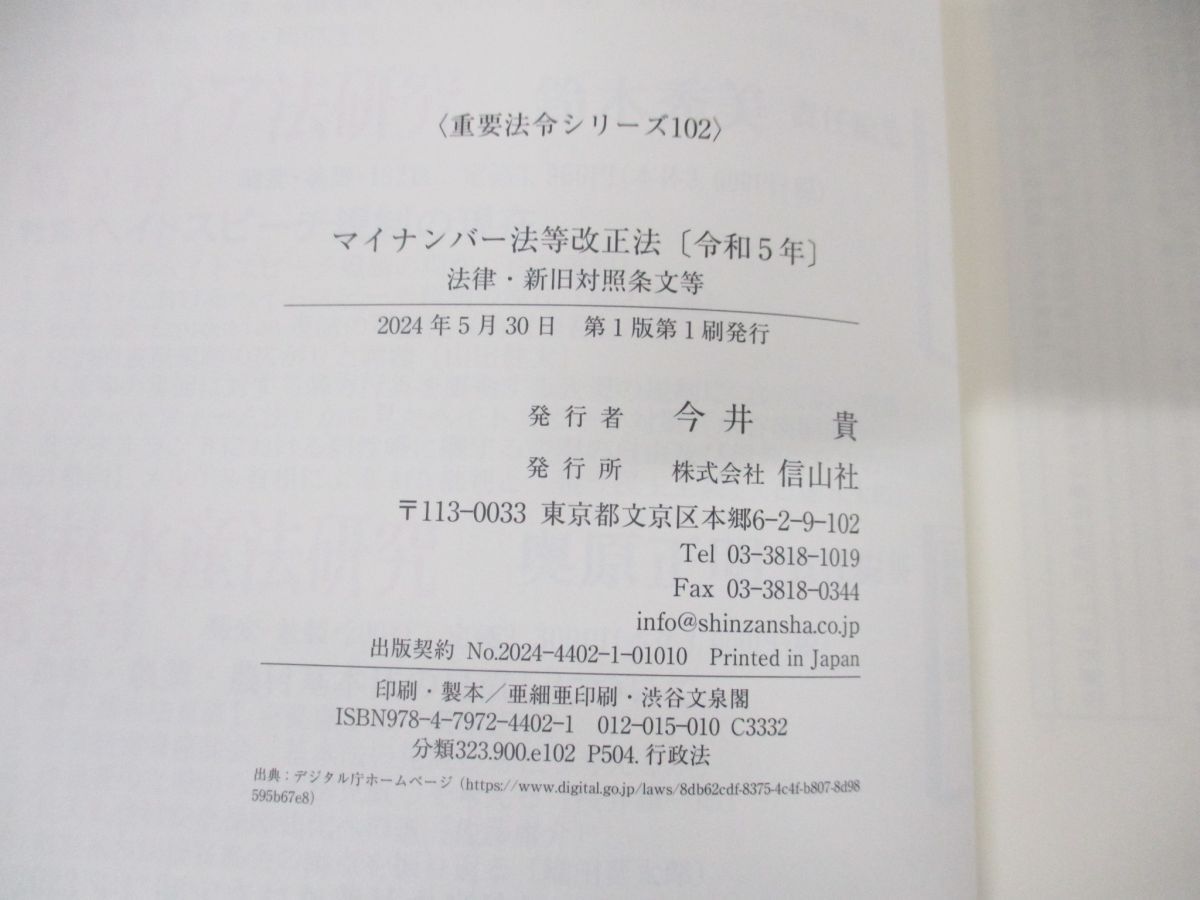 〈重要法令シリーズ102〉
マイナンバー法等改正法〔令和5年〕
法律・新旧対照条文等
2024年5月30日 第1版第1刷発行
発行者 今井 貴
発行所 株式会社 信山社
〒113-0033 東京都文京区本郷6-2-9-102
Tel 03-3818-1019
Fax 03-3818-0344
info@shinzansha.co.jp
出版契約 No.2024-4402-1-01010 Printed in Japan
印刷・製本／亜細亜印刷・渋谷文泉閣
ISBN978-4-7972-4402-1 012-015-010 C3332
分類323.900.e102 P504.行政法
出典：デジタル庁ホームページ（https://www.digital.go.jp/laws/8db62cdf-8375-4c4f-b807-8d98
595b67e8）